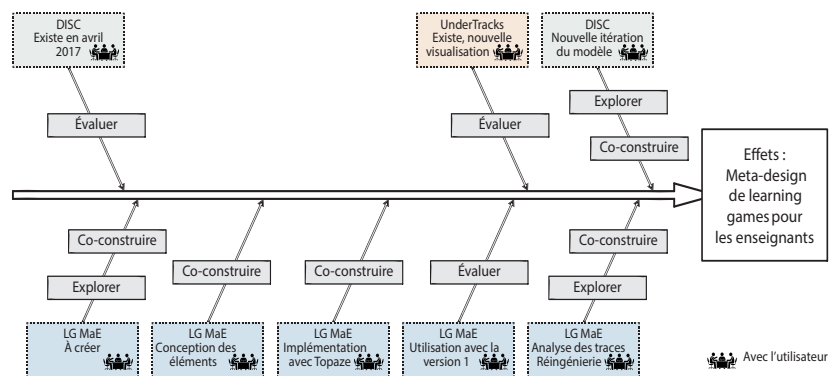 DISC
Existe en avril
2017
UnderTracks
Existe, nouvelle
visualisation
DISC
Nouvelle itération
du modèle
Évaluer
Évaluer
Explorer
Co-construire
Effets :
Meta-design
de learning
games pour
les enseignants
Co-construire
Explorer
Co-construire
Co-construire
Évaluer
Co-construire
Explorer
LG MaE
À créer
LG MaE
Conception des
éléments
LG MaE
Implémentation
avec Topaze
LG MaE
Utilisation avec la
version 1
LG MaE
Analyse des traces
Réingénierie
Avec l'utilisateur